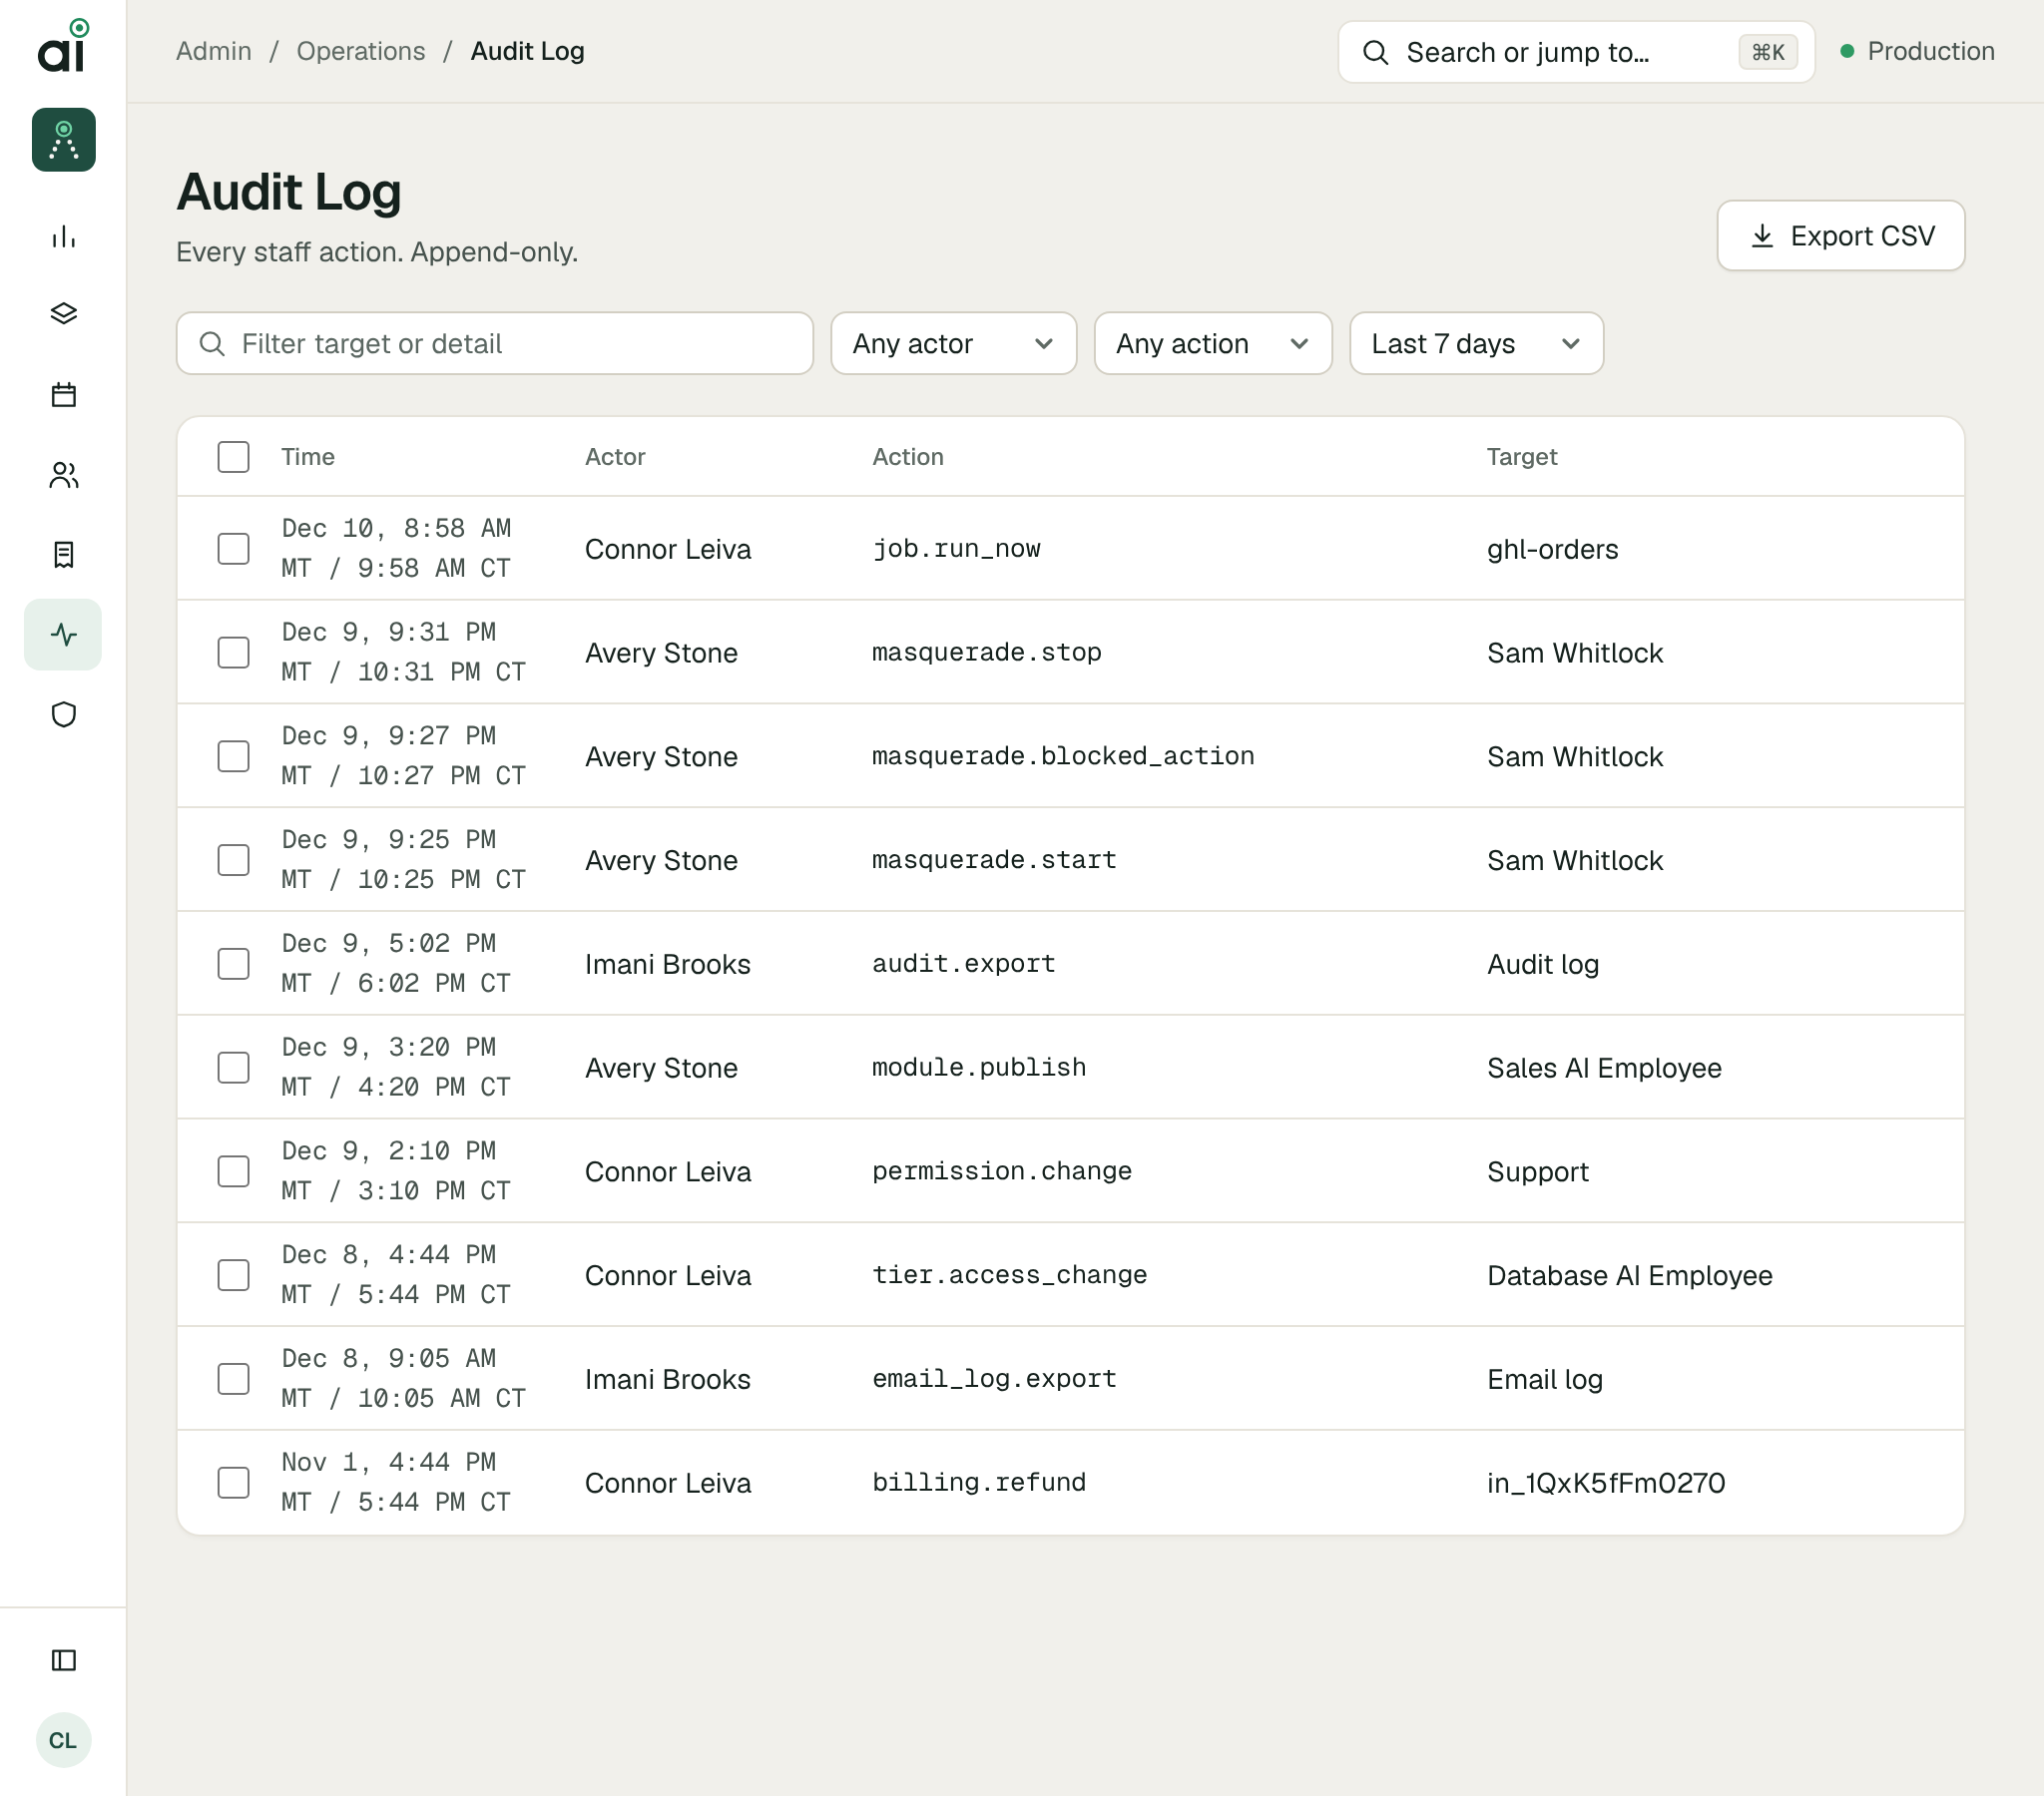 ai
Admin / Operations / Audit Log
Search or jump to... ⌘K
Production
Audit Log
Every staff action. Append-only.
Export CSV
Filter target or detail
Any actor
Any action
Last 7 days
Time Actor Action Target
Dec 10, 8:58 AM
MT / 9:58 AM CT
Connor Leiva
job.run_now
ghl-orders
Dec 9, 9:31 PM
MT / 10:31 PM CT
Avery Stone
masquerade.stop
Sam Whitlock
Dec 9, 9:27 PM
MT / 10:27 PM CT
Avery Stone
masquerade.blocked_action
Sam Whitlock
Dec 9, 9:25 PM
MT / 10:25 PM CT
Avery Stone
masquerade.start
Sam Whitlock
Dec 9, 5:02 PM
MT / 6:02 PM CT
Imani Brooks
audit.export
Audit log
Dec 9, 3:20 PM
MT / 4:20 PM CT
Avery Stone
module.publish
Sales AI Employee
Dec 9, 2:10 PM
MT / 3:10 PM CT
Connor Leiva
permission.change
Support
Dec 8, 4:44 PM
MT / 5:44 PM CT
Connor Leiva
tier.access_change
Database AI Employee
Dec 8, 9:05 AM
MT / 10:05 AM CT
Imani Brooks
email_log.export
Email log
Nov 1, 4:44 PM
MT / 5:44 PM CT
Connor Leiva
billing.refund
in_1QxK5fFm0270
CL